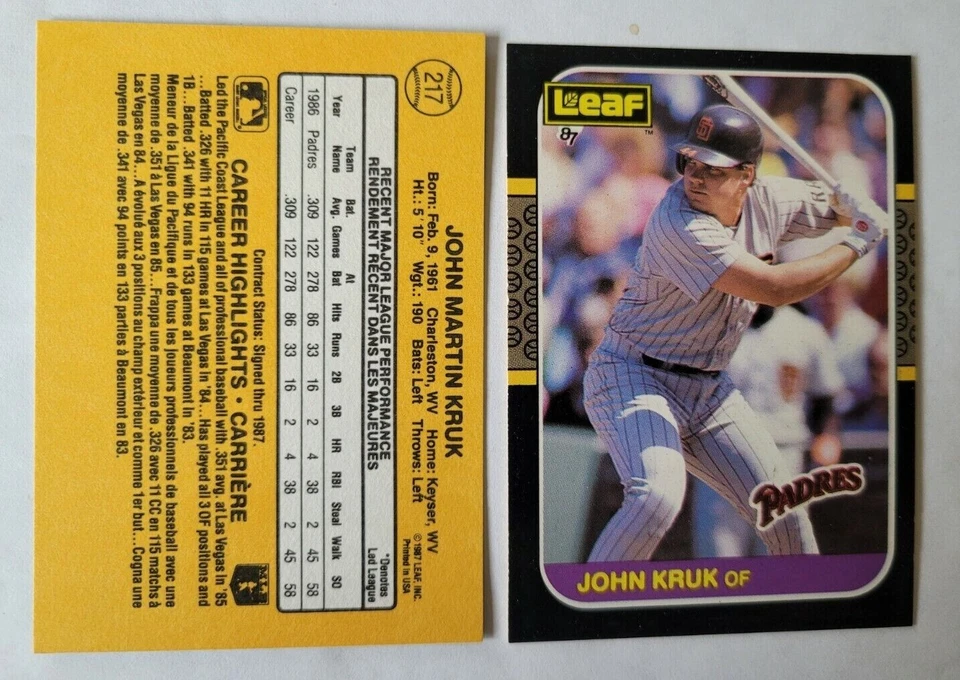 217
JOHN MARTIN KRUK
Born: Feb. 9, 1961 Charleston, WV Home: Keyser, WV
Ht.: 5'10" Wgt.: 190 Bats: Left Throws: Left
© 1987 LEAF, INC.
Printed in USA
RECENT MAJOR LEAGUE PERFORMANCE
RENDEMENT RÉCENT DANS LES MAJEURES
*Denotes
Led League
Year Team Name Bat. Avg. Games At Bat Hits Runs 2B 3B HR RBI Steal Walk SO
1986 Padres .309 122 278 86 33 16 2 4 38 2 45 58
Career .309 122 278 86 33 16 2 4 38 2 45 58
Contract Status: Signed thru 1987.
CAREER HIGHLIGHTS • CARRIÈRE
Led the Pacific Coast League and all of professional baseball with .351 avg. at Las Vegas in '85
...Batted .326 with 11 HR in 115 games at Las Vegas in '84...Has played all 3 OF positions and
1B...Batted .341 with 94 runs in 133 games at Beaumont in '83.
Meneur de la Ligue du Pacifique et de tous les joueurs professionnels de baseball avec une
moyenne de .351 à Las Vegas en 85...Frappa une moyenne de .326 avec 11 CC en 115 matchs à
Las Vegas en 84...A évolué aux 3 positions au champ extérieur et comme 1er but...Cogna une
moyenne de .341 avec 94 points en 133 parties à Beaumont en 83.
Leaf
TM
87
SD
PADRES
JOHN KRUK OF